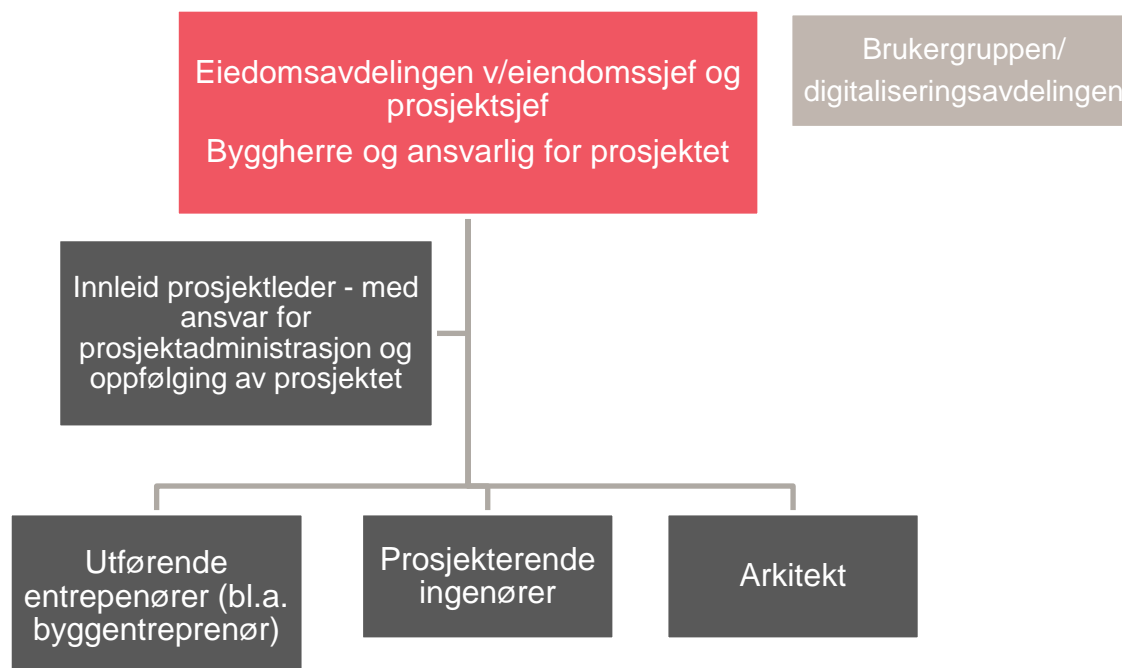 Eiedomsavdelingen v/eiendomssjef og
prosjektsjef
Byggherre og ansvarlig for prosjektet
Brukergruppen/
digitaliseringsavdelingen
Innleid prosjektleder - med
ansvar for
prosjektadministrasjon og
oppfølging av prosjektet
Utførende
entrepenører (bl.a.
byggentreprenør)
Prosjekterende
ingenører
Arkitekt